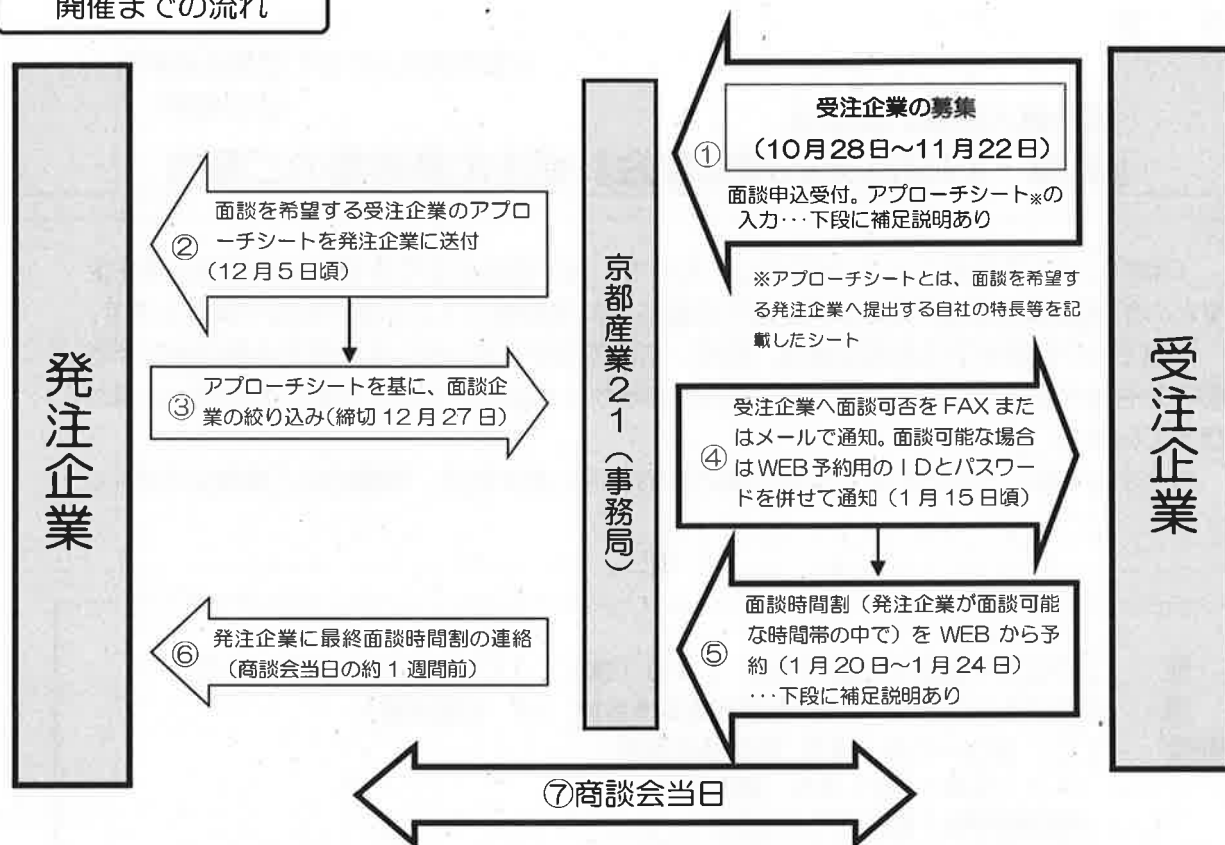 開催までの流れ
発注企業
京都産業21（事務局）
受注企業
①
受注企業の募集
（10月28日～11月22日）
面談申込受付。アプローチシート※の
入力･･･下段に補足説明あり
※アプローチシートとは、面談を希望す
る発注企業へ提出する自社の特長等を記
載したシート
②
面談を希望する受注企業のアプロ
ーチシートを発注企業に送付
（12月5日頃）
③
アプローチシートを基に、面談企
業の絞り込み（締切12月27日）
④
受注企業へ面談可否をFAXまた
はメールで通知。面談可能な場合
はWEB予約用のIDとパスワー
ドを併せて通知（1月15日頃）
⑤
面談時間割（発注企業が面談可能
な時間帯の中で）をWEBから予
約（1月20日～1月24日）
･･･下段に補足説明あり
⑥
発注企業に最終面談時間割の連絡
（商談会当日の約1週間前）
⑦商談会当日